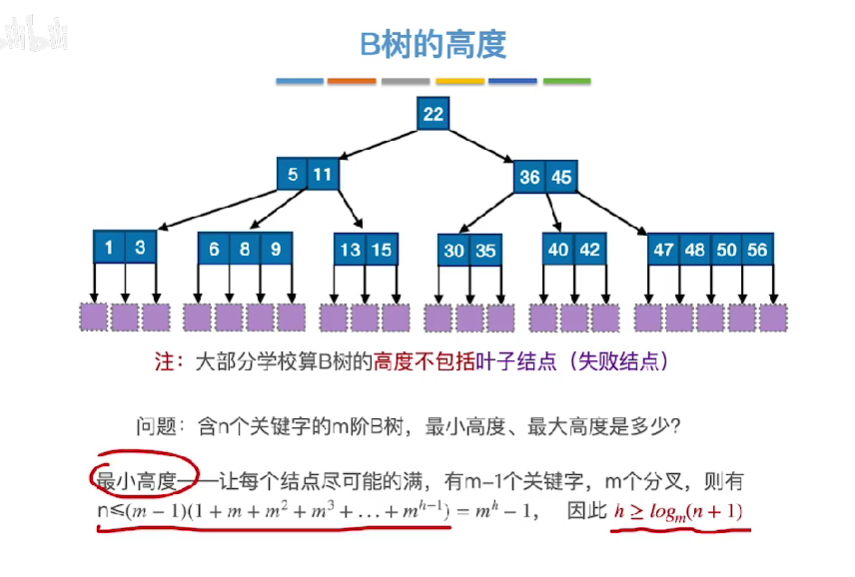 B树的高度
22
5 11 36 45
1 3 6 8 9 13 15 30 35 40 42 47 48 50 56
注：大部分学校算B树的高度不包括叶子结点（失败结点）
问题：含n个关键字的m阶B树，最小高度、最大高度是多少？
最小高度——让每个结点尽可能的满，有m–1个关键字，m个分叉，则有
n≤(m − 1)(1 + m + m² + m³ + … + mʰ⁻¹) = mʰ − 1， 因此 h ≥ logₘ(n + 1)